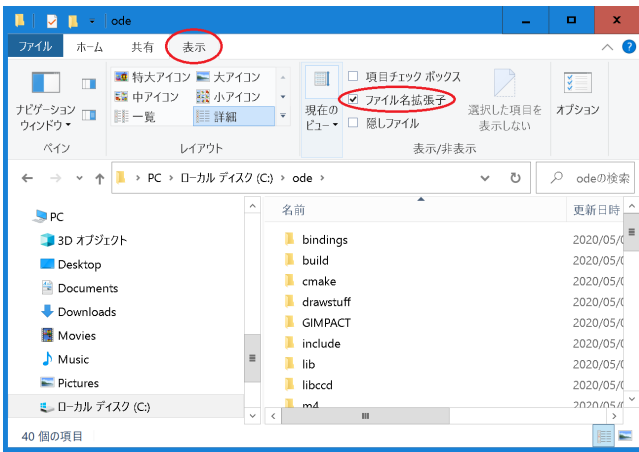 ode
ファイル ホーム 共有 表示
特大アイコン 大アイコン
中アイコン 小アイコン
一覧 詳細
ナビゲーション
ウィンドウ
ペイン
レイアウト
現在の
ビュー
項目チェック ボックス
ファイル名拡張子
隠しファイル
選択した項目を
表示しない
オプション
表示/非表示
PC ローカル ディスク (C:) ode
odeの検索
PC
3D オブジェクト
Desktop
Documents
Downloads
Movies
Music
Pictures
ローカル ディスク (C:)
名前 更新日時
bindings 2020/05/0
build 2020/05/0
cmake 2020/05/0
drawstuff 2020/05/0
GIMPACT 2020/05/0
include 2020/05/0
lib 2020/05/0
libccd 2020/05/0
m4 2020/05/0
40 個の項目